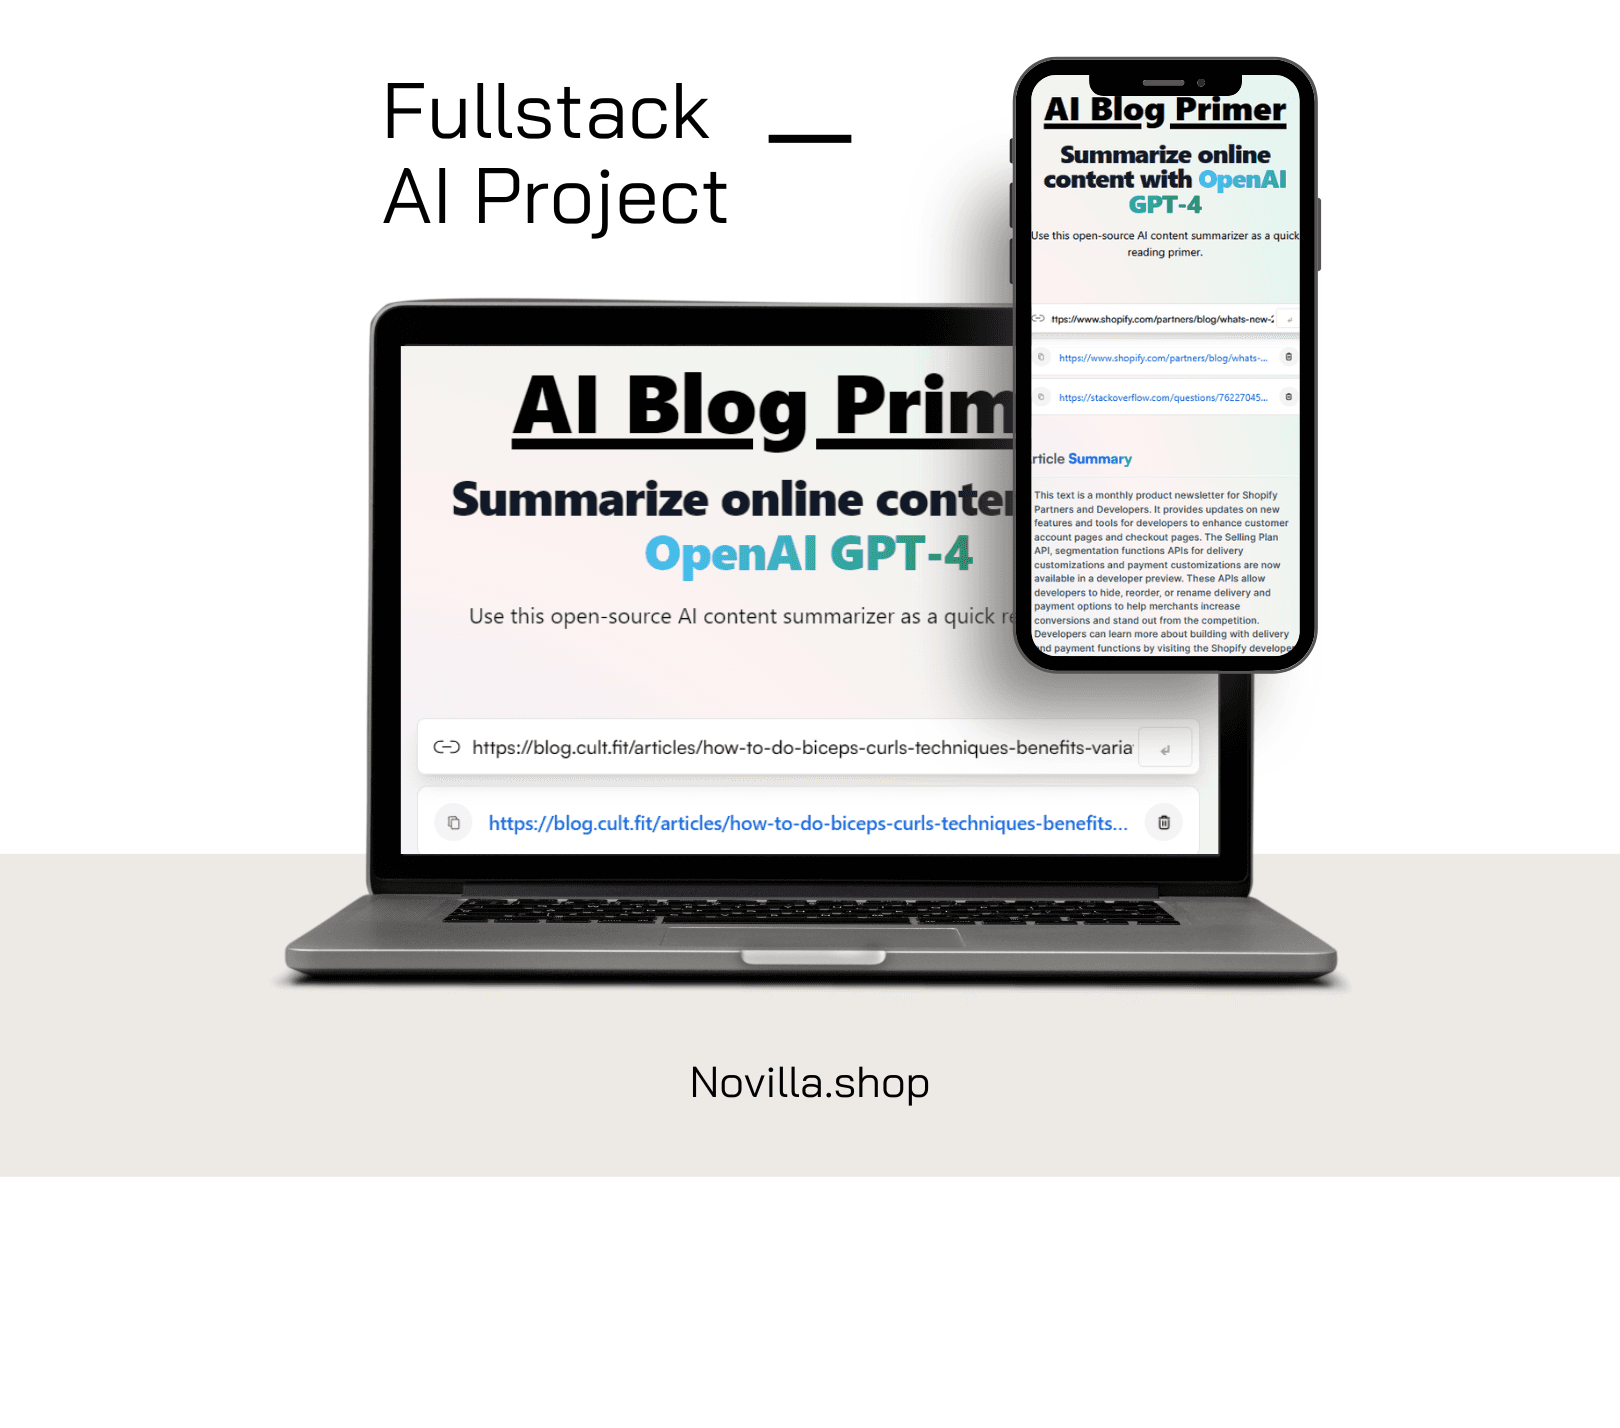 Fullstack
AI Project
AI Blog Primer
Summarize online
content with OpenAI
GPT-4
Use this open-source AI content summarizer as a quick
reading primer.
ttps://www.shopify.com/partners/blog/whats-new-2
https://www.shopify.com/partners/blog/whats-...
https://stackoverflow.com/questions/76227045...
rticle Summary
This text is a monthly product newsletter for Shopify
Partners and Developers. It provides updates on new
features and tools for developers to enhance customer
account pages and checkout pages. The Selling Plan
API, segmentation functions APIs for delivery
customizations and payment customizations are now
available in a developer preview. These APIs allow
developers to hide, reorder, or rename delivery and
payment options to help merchants increase
conversions and stand out from the competition.
Developers can learn more about building with delivery
and payment functions by visiting the Shopify developer
AI Blog Prim
Summarize online conte
OpenAI GPT-4
Use this open-source AI content summarizer as a quick re
https://blog.cult.fit/articles/how-to-do-biceps-curls-techniques-benefits-varia
https://blog.cult.fit/articles/how-to-do-biceps-curls-techniques-benefits...
Novilla.shop